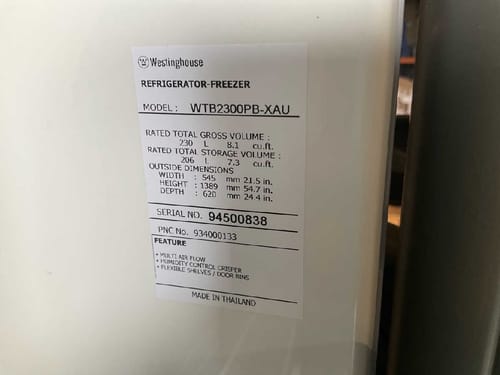 Westinghouse
REFRIGERATOR-FREEZER
MODEL : WTB2300PB-XAU
RATED TOTAL GROSS VOLUME :
230 L 8.1 cu.ft.
RATED TOTAL STORAGE VOLUME :
206 L 7.3 cu.ft.
OUTSIDE DIMENSIONS
WIDTH : 545 mm 21.5 in.
HEIGHT : 1389 mm 54.7 in.
DEPTH : 620 mm 24.4 in.
SERIAL NO. 94500838
PNC No. 934000133
FEATURE
• MULTI AIR FLOW
• HUMIDITY CONTROL CRISPER
• FLEXIBLE SHELVES / DOOR BINS
MADE IN THAILAND